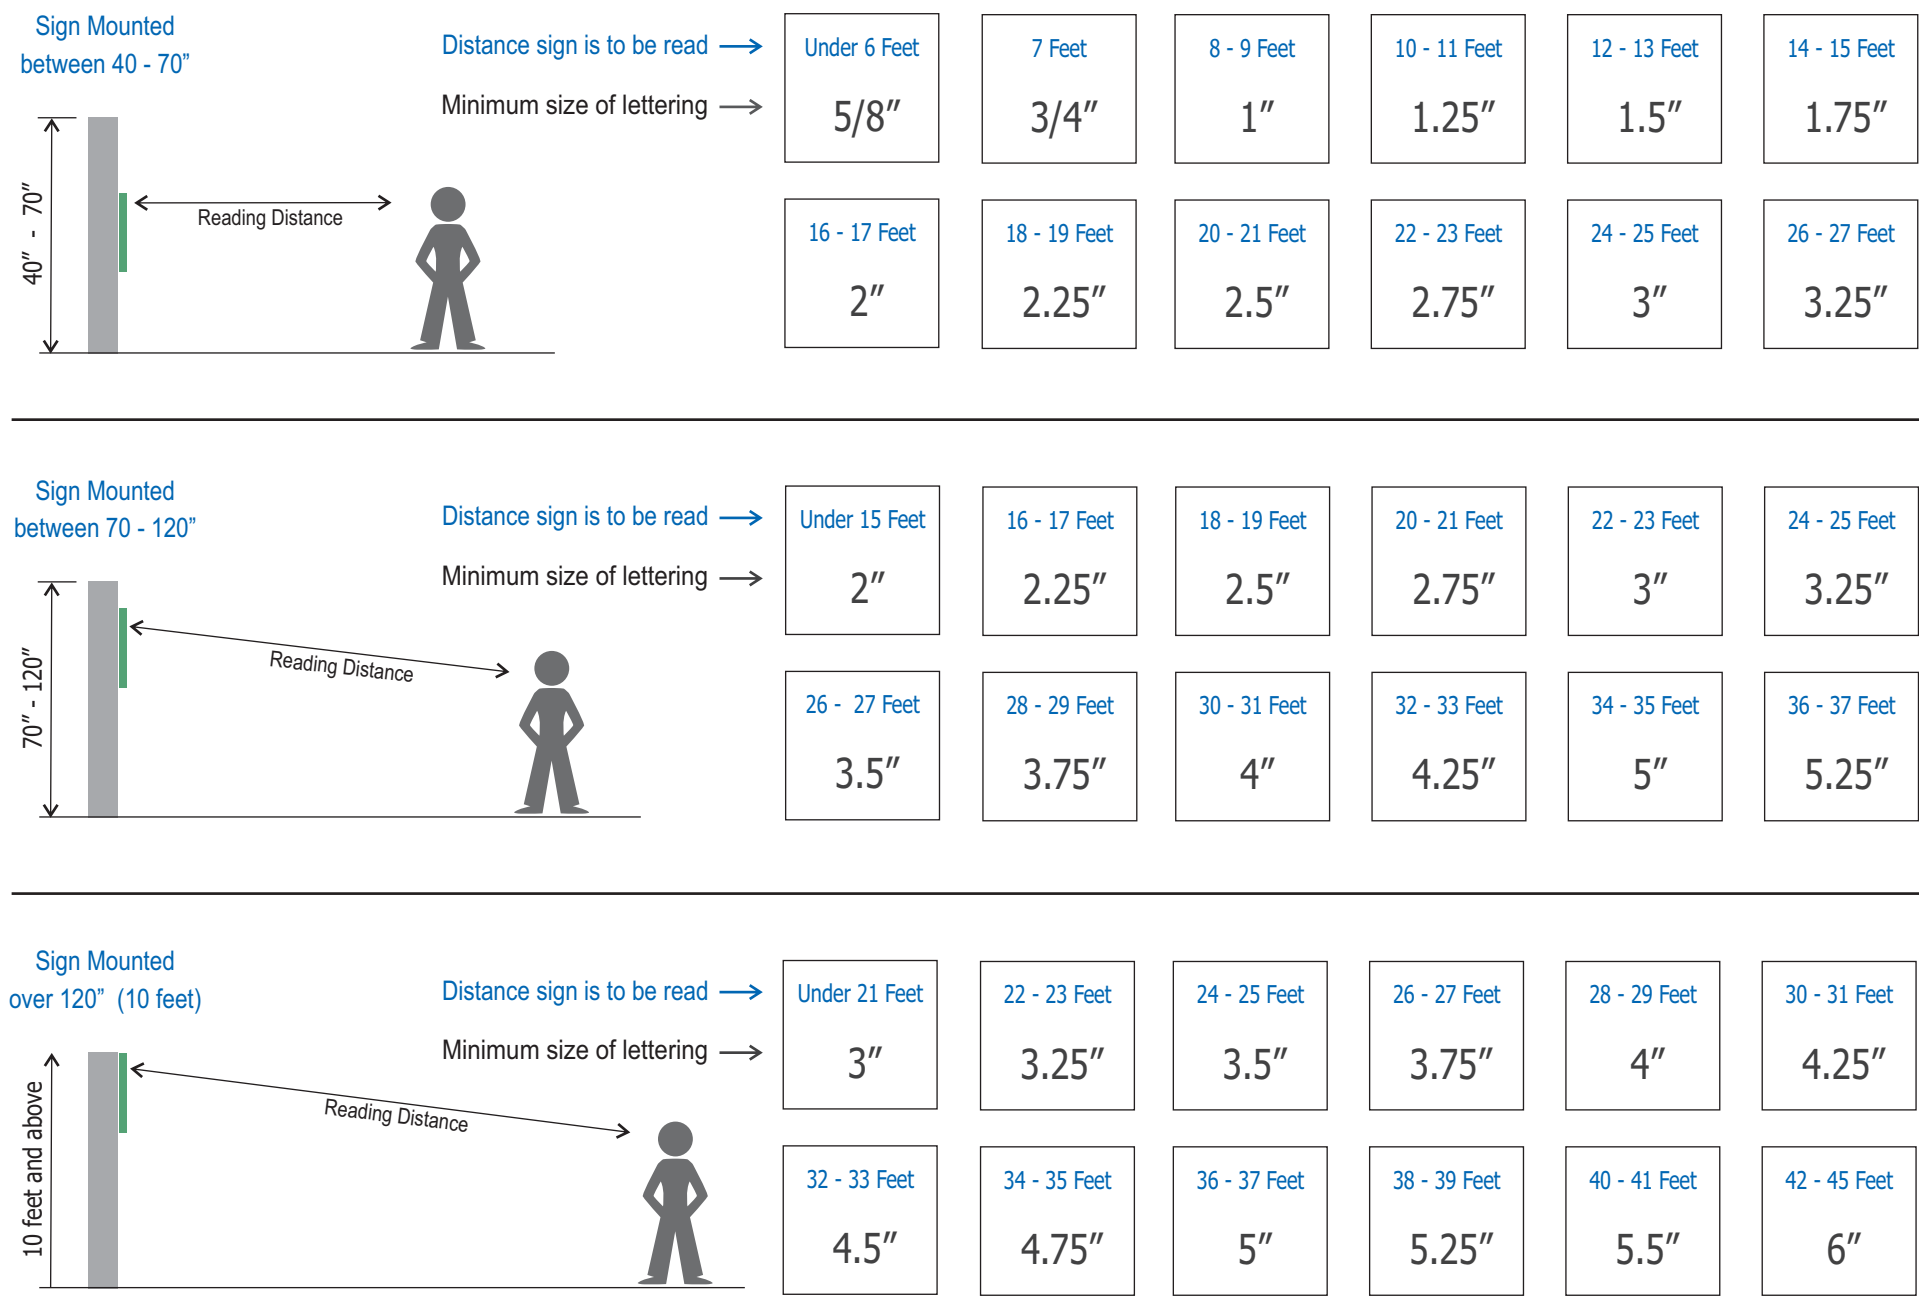 Sign Mounted
between 40 - 70”
Distance sign is to be read
Under 6 Feet
7 Feet
8 - 9 Feet
10 - 11 Feet
12 - 13 Feet
14 - 15 Feet
Minimum size of lettering
5/8”
3/4”
1”
1.25”
1.5”
1.75”
40” - 70”
Reading Distance
16 - 17 Feet
18 - 19 Feet
20 - 21 Feet
22 - 23 Feet
24 - 25 Feet
26 - 27 Feet
2”
2.25”
2.5”
2.75”
3”
3.25”
Sign Mounted
between 70 - 120”
Distance sign is to be read
Under 15 Feet
16 - 17 Feet
18 - 19 Feet
20 - 21 Feet
22 - 23 Feet
24 - 25 Feet
Minimum size of lettering
2”
2.25”
2.5”
2.75”
3”
3.25”
70” - 120”
Reading Distance
26 -  27 Feet
28 - 29 Feet
30 - 31 Feet
32 - 33 Feet
34 - 35 Feet
36 - 37 Feet
3.5”
3.75”
4”
4.25”
5”
5.25”
Sign Mounted
over 120”  (10 feet)
Distance sign is to be read
Under 21 Feet
22 - 23 Feet
24 - 25 Feet
26 - 27 Feet
28 - 29 Feet
30 - 31 Feet
Minimum size of lettering
3”
3.25”
3.5”
3.75”
4”
4.25”
10 feet and above
Reading Distance
32 - 33 Feet
34 - 35 Feet
36 - 37 Feet
38 - 39 Feet
40 - 41 Feet
42 - 45 Feet
4.5”
4.75”
5”
5.25”
5.5”
6”